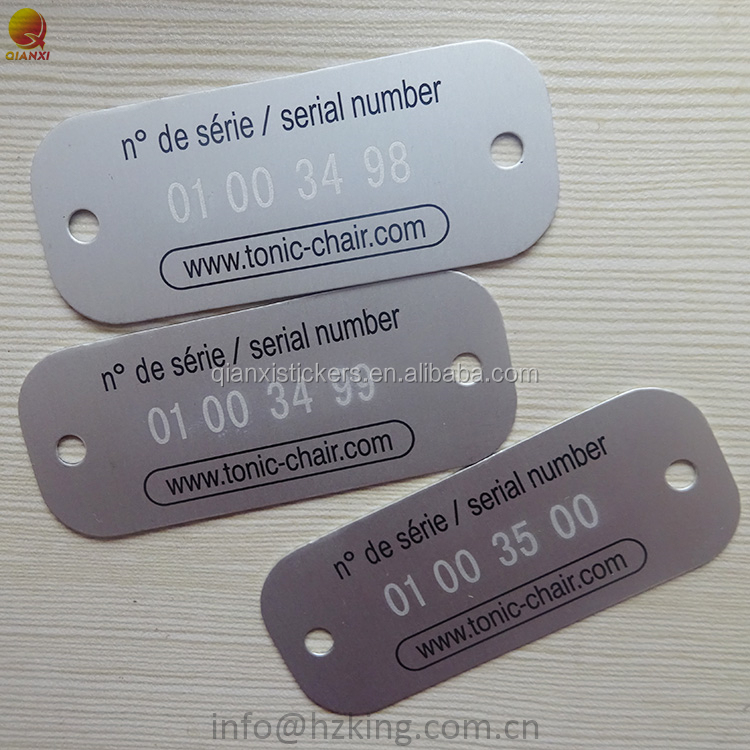 QIANXI
n° de série / serial number
01 00 34 98
www.tonic-chair.com
n° de série / serial number
qianxistickers.en.alibaba.com
01 00 34 99
www.tonic-chair.com
n° de série / serial number
01 00 35 00
www.tonic-chair.com
info@hzking.com.cn